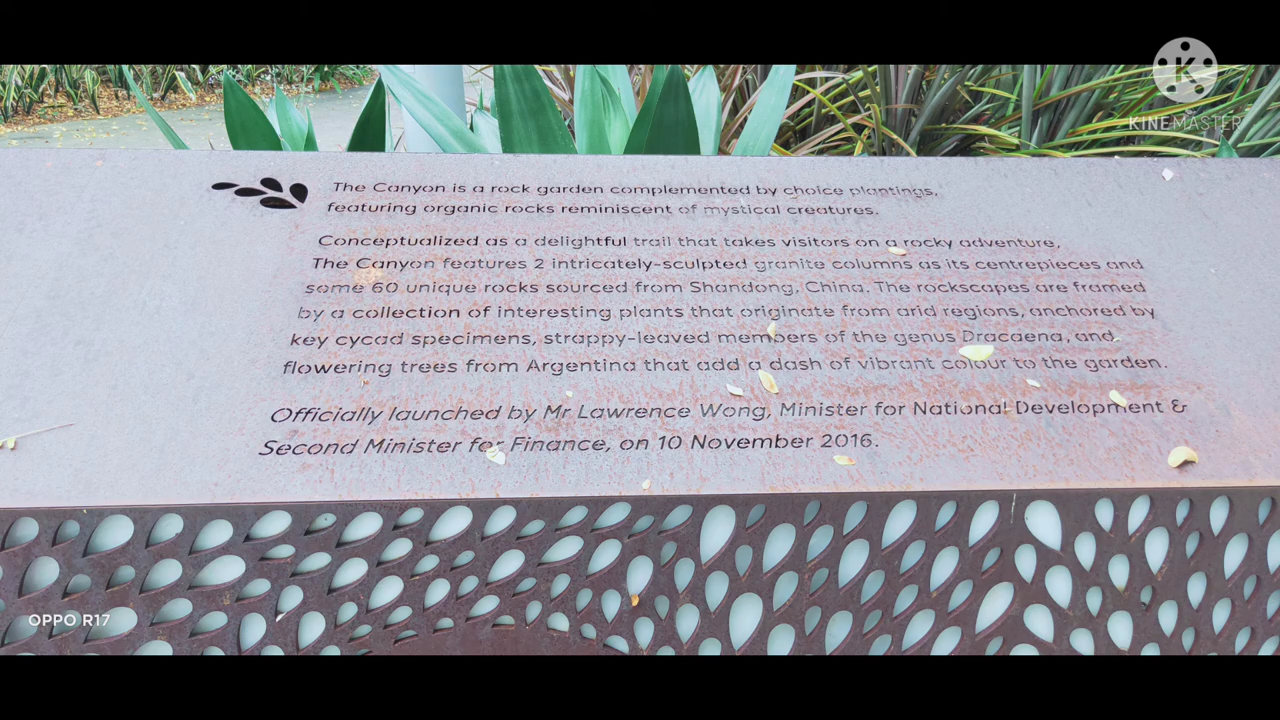 KINEMASTER
The Canyon is a rock garden complemented by choice plantings,
featuring organic rocks reminiscent of mystical creatures.
Conceptualized as a delightful trail that takes visitors on a rocky adventure,
The Canyon features 2 intricately-sculpted granite columns as its centrepieces and
some 60 unique rocks sourced from Shandong, China. The rockscapes are framed
by a collection of interesting plants that originate from arid regions, anchored by
key cycad specimens, strappy-leaved members of the genus Dracaena, and
flowering trees from Argentina that add a dash of vibrant colour to the garden.
Officially launched by Mr Lawrence Wong, Minister for National Development &
Second Minister for Finance, on 10 November 2016.
OPPO R17